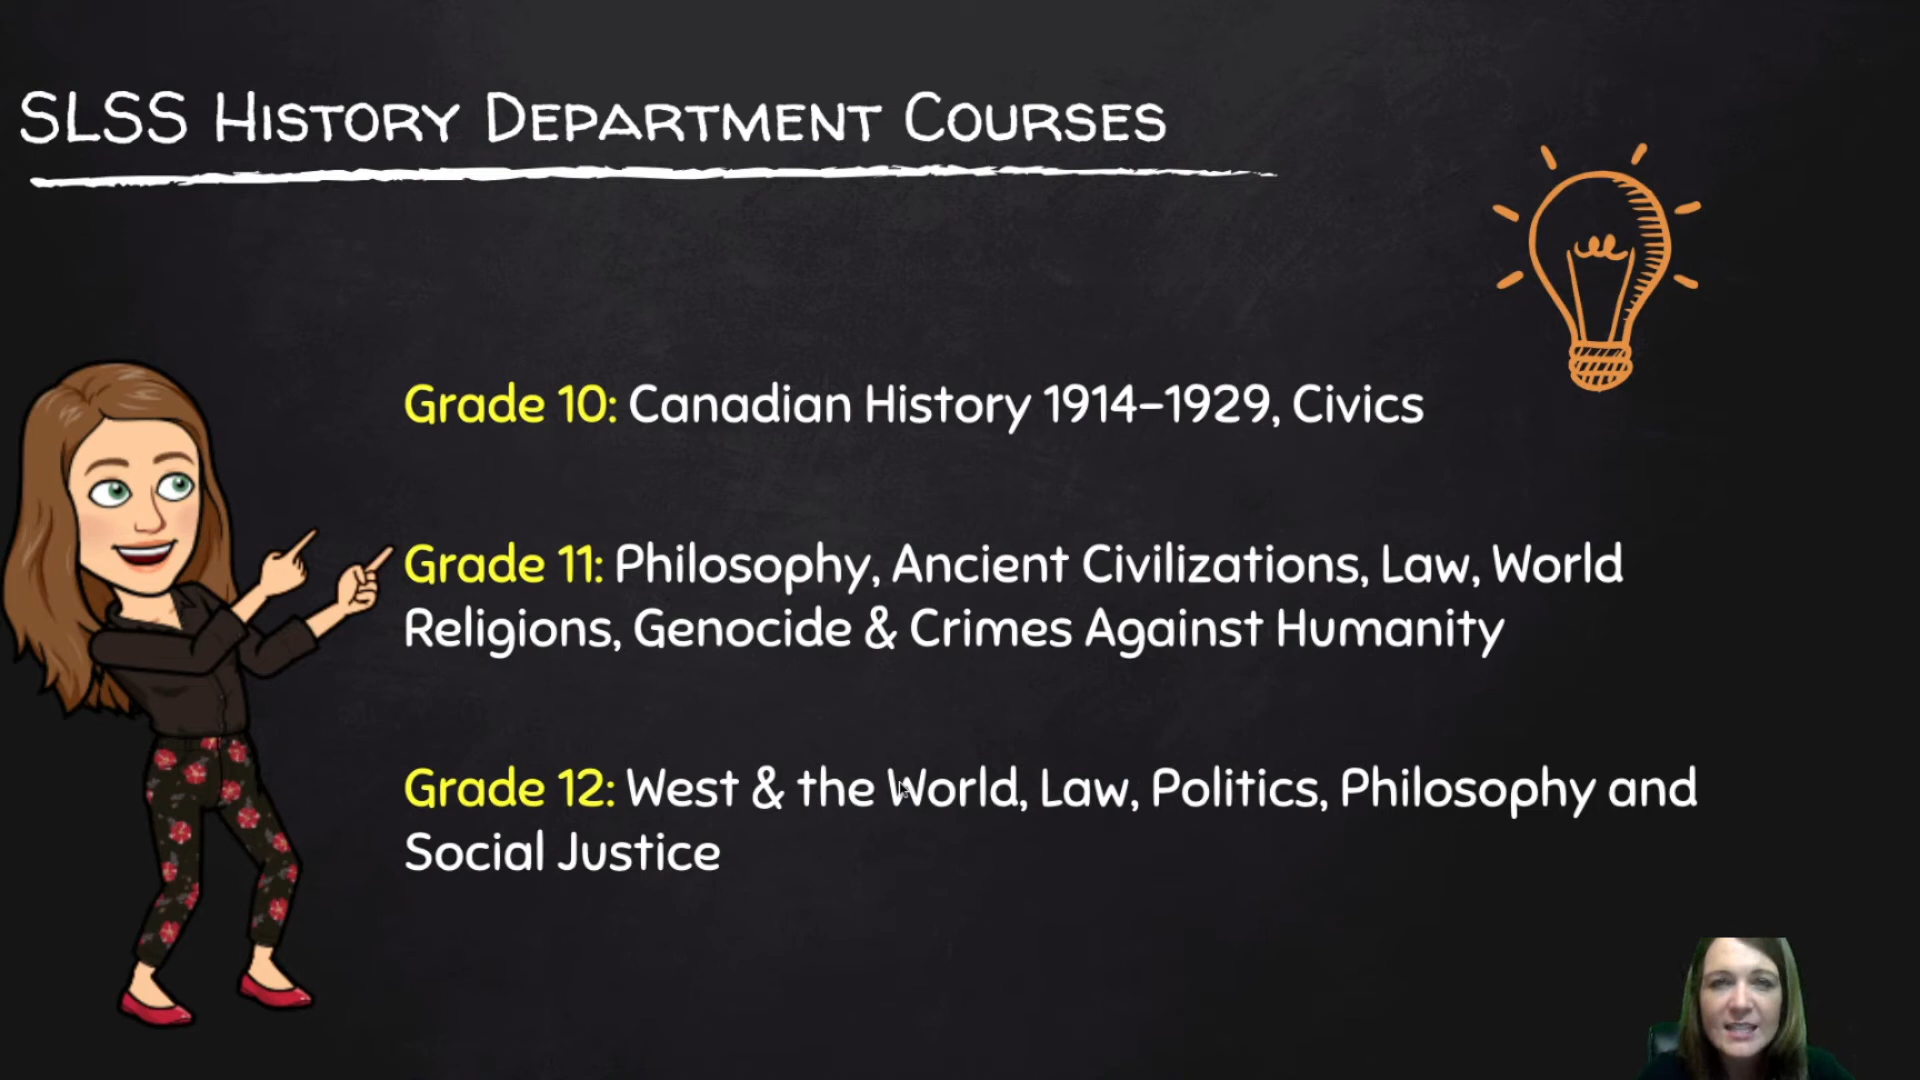 SLSS History Department Courses
Grade 10: Canadian History 1914-1929, Civics
Grade 11: Philosophy, Ancient Civilizations, Law, World
Religions, Genocide & Crimes Against Humanity
Grade 12: West & the World, Law, Politics, Philosophy and
Social Justice